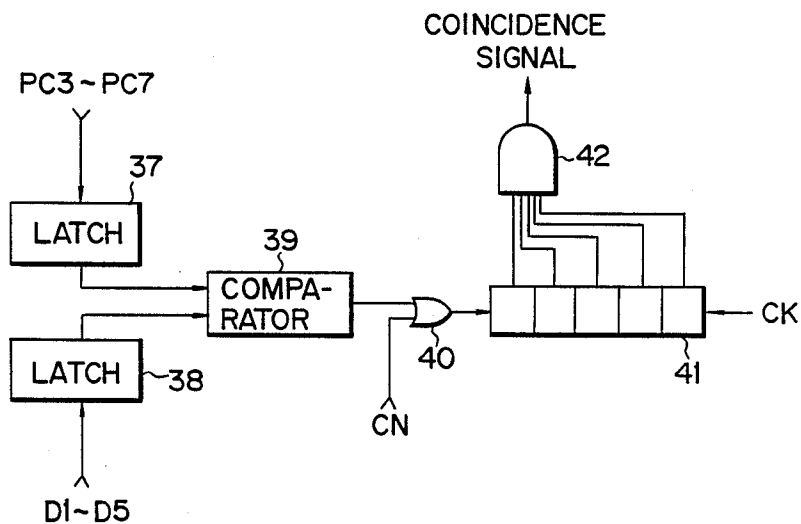 COINCIDENCE
SIGNAL
PC3~PC7
37
42
LATCH
39
COMPA-
RATOR
40
CK
41
LATCH
38
CN
D1~D5